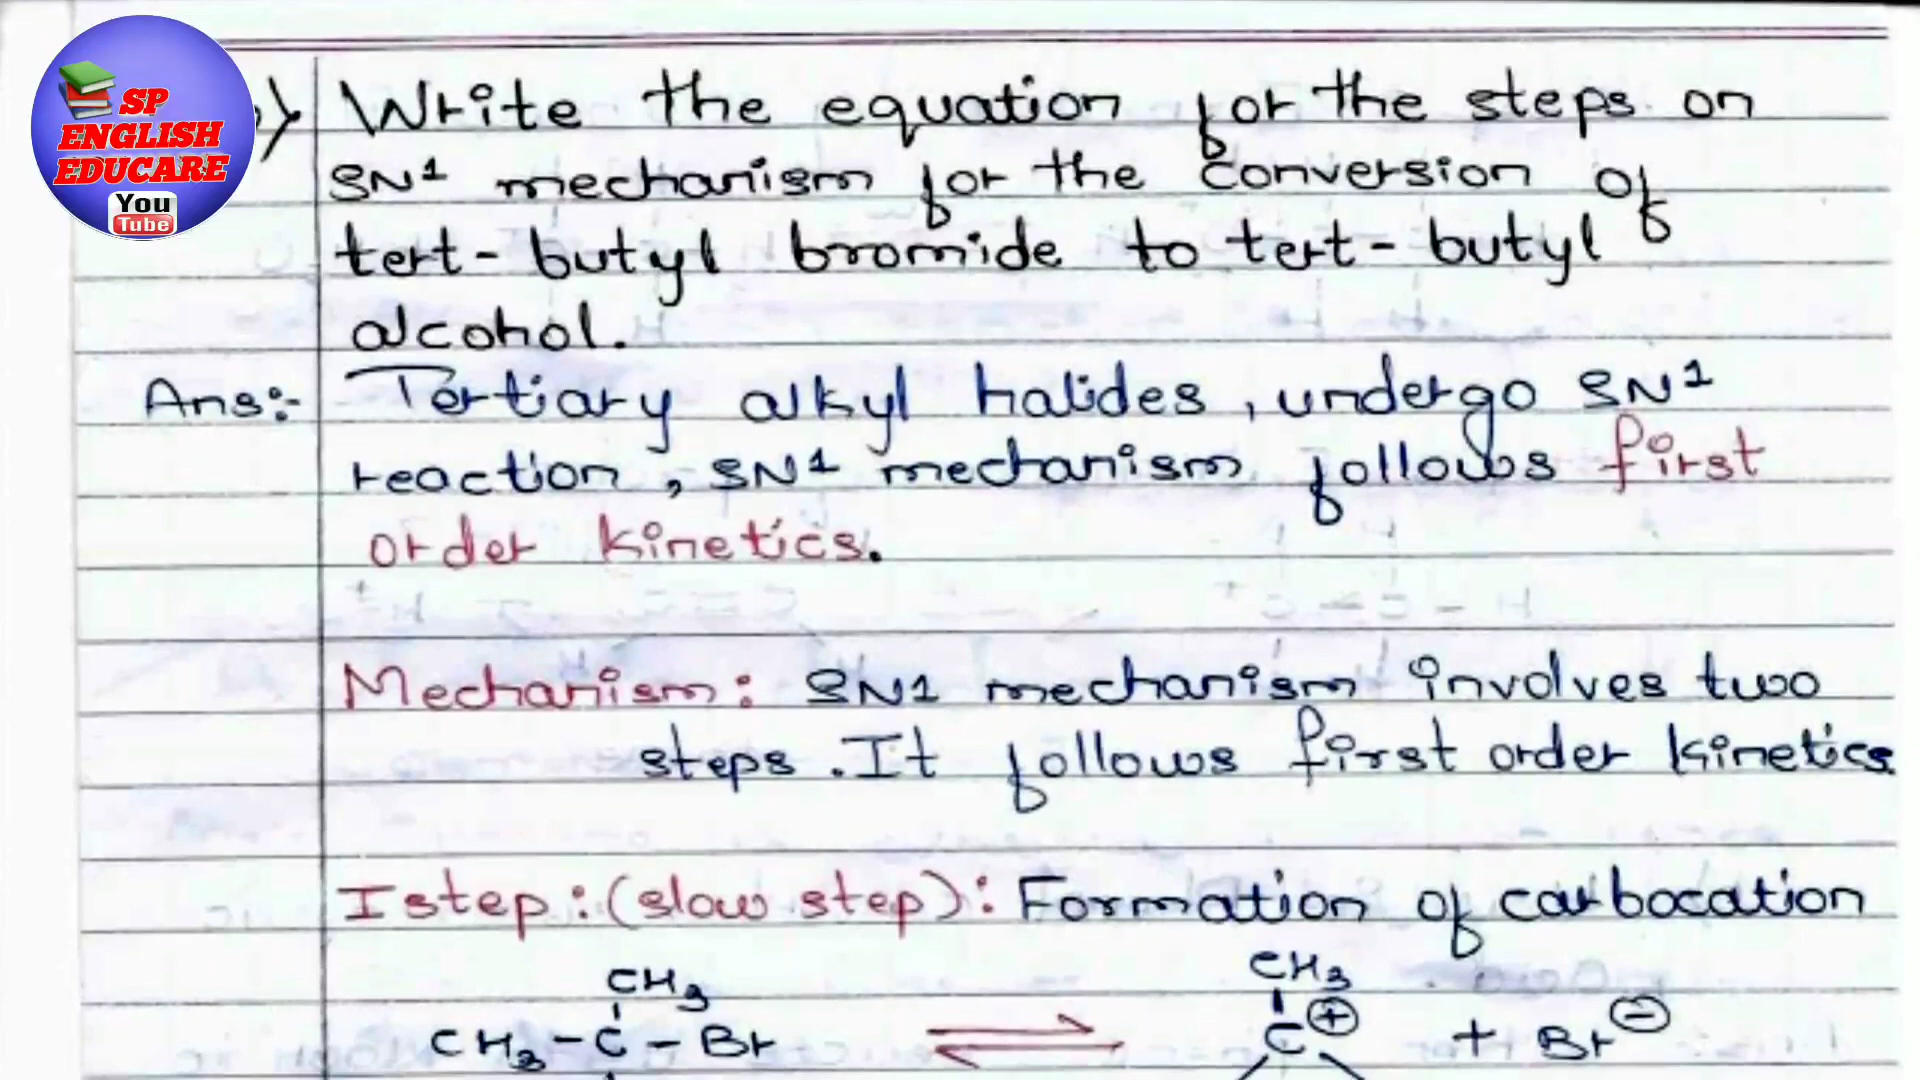 SP
ENGLISH
EDUCARE
You
Tube
Write the equation for the steps on
SN1 mechanism for the conversion of
tert-butyl bromide to tert-butyl
alcohol.
Ans:- Tertiary alkyl halides, undergo SN1
reaction, SN1 mechanism follows first
order kinetics.
Mechanism: SN1 mechanism involves two
steps. It follows first order kinetics
I step: (slow step): Formation of carbocation
CH3 CH3
CH3 - C - Br ⇌ C⊕ + Br⊖